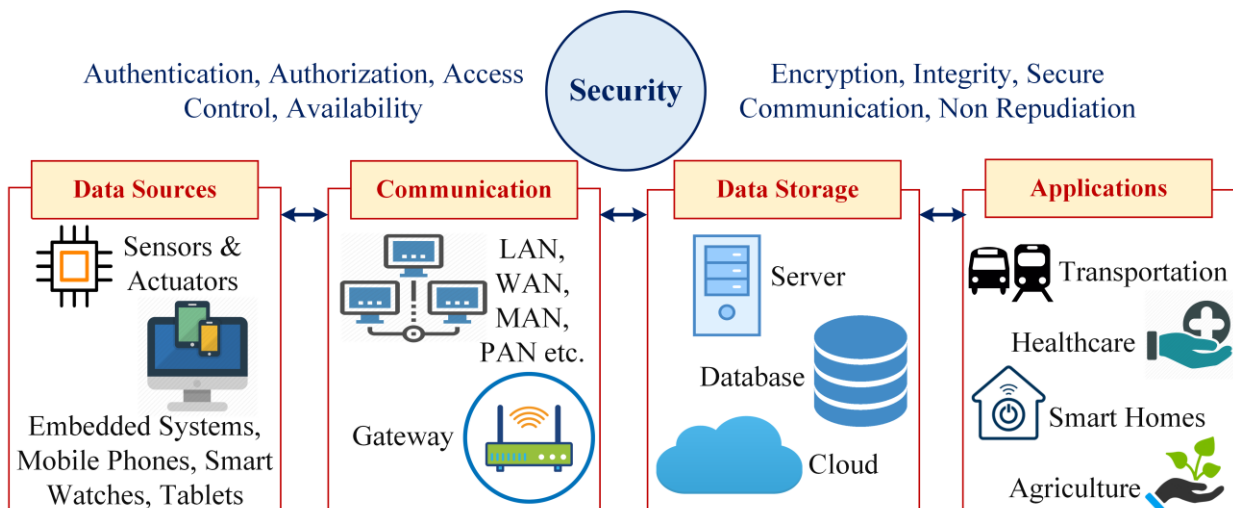 Authentication, Authorization, Access
Control, Availability
Security
Encryption, Integrity, Secure
Communication, Non Repudiation
Data Sources
Sensors &
Actuators
Embedded Systems,
Mobile Phones, Smart
Watches, Tablets
Communication
LAN,
WAN,
MAN,
PAN etc.
Gateway
Data Storage
Server
Database
Cloud
Applications
Transportation
Healthcare
Smart Homes
Agriculture